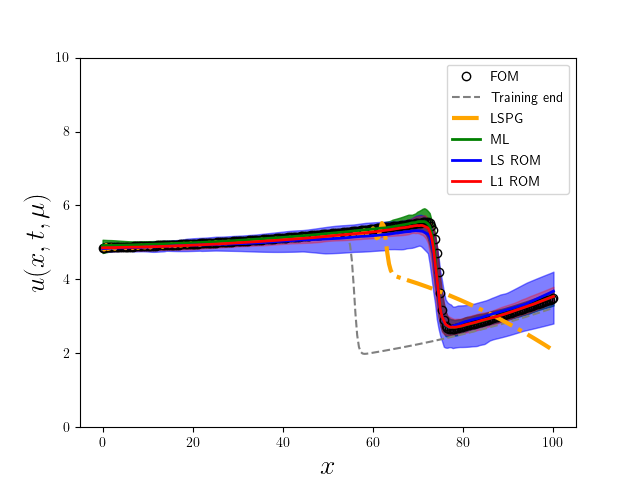 10
8
6
4
2
0
u(x, t, μ)
0 20 40 60 80 100
x
FOM
Training end
LSPG
ML
LS ROM
L1 ROM